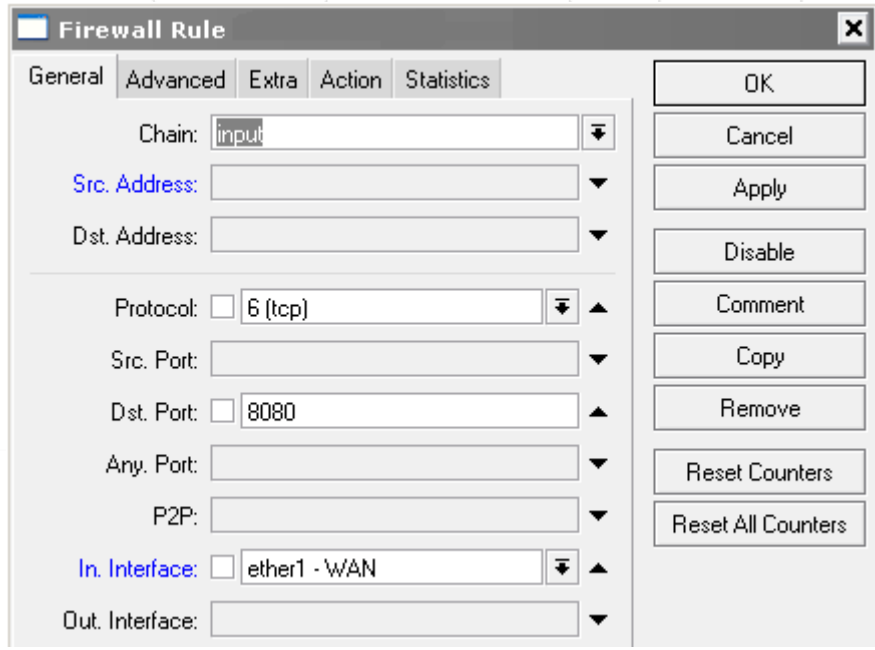 Firewall Rule
General Advanced Extra Action Statistics
Chain: input
Src. Address:
Dst. Address:
Protocol: 6 (tcp)
Src. Port:
Dst. Port: 8080
Any. Port:
P2P:
In. Interface: ether1 - WAN
Out. Interface:
OK
Cancel
Apply
Disable
Comment
Copy
Remove
Reset Counters
Reset All Counters